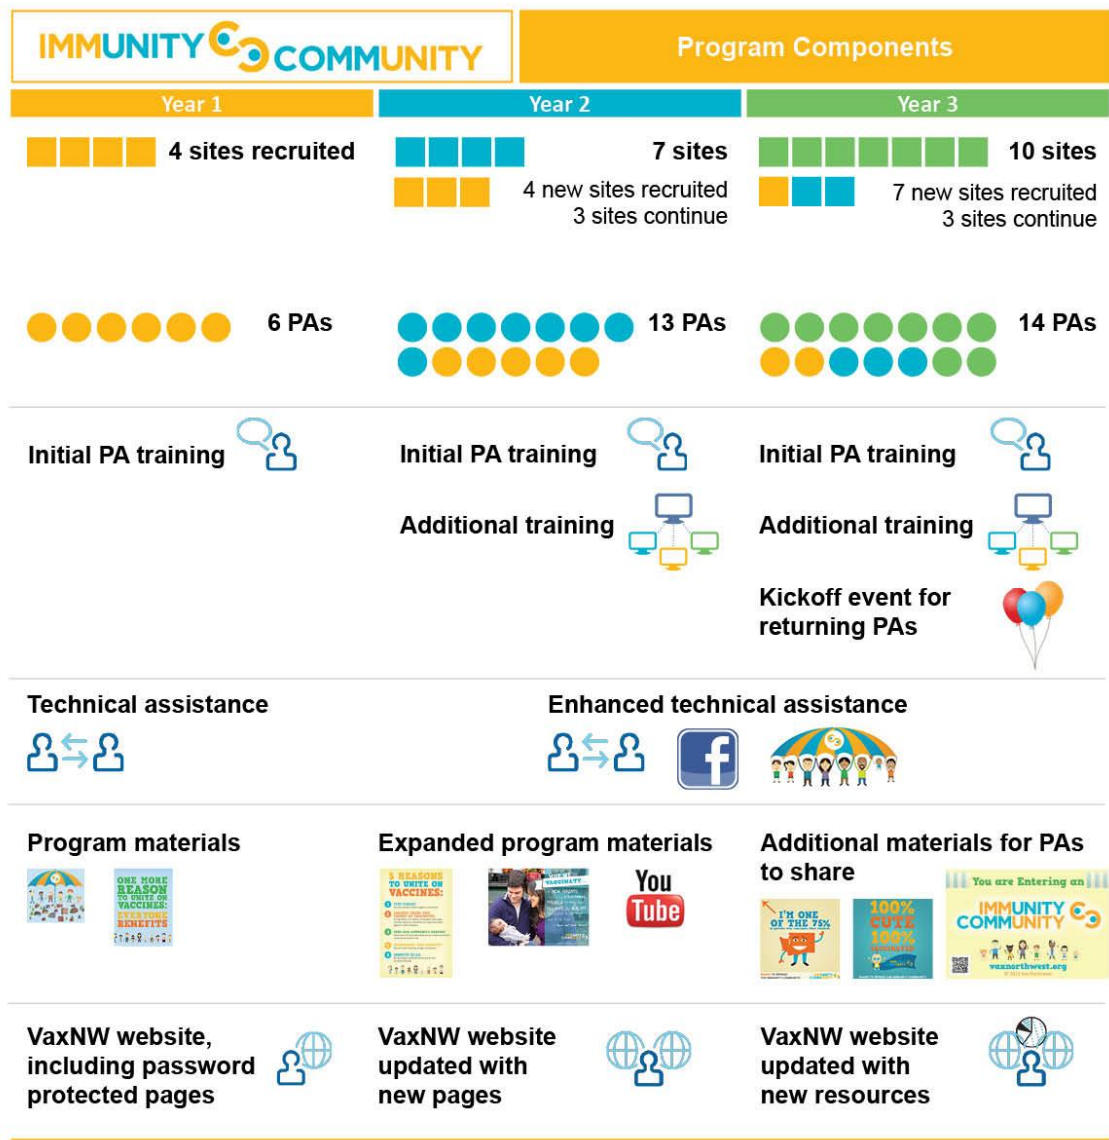 IMMUNITY COMMUNITY
Program Components
Year 1
Year 2
Year 3
4 sites recruited
7 sites
4 new sites recruited
3 sites continue
10 sites
7 new sites recruited
3 sites continue
6 PAs
13 PAs
14 PAs
Initial PA training
Initial PA training
Initial PA training
Additional training
Additional training
Kickoff event for
returning PAs
Technical assistance
Enhanced technical assistance
f
Program materials
Expanded program materials
Additional materials for PAs
to share
ONE MORE
REASON
TO UNITE ON
VACCINES:
EVERYONE
BENEFITS
5 REASONS
TO UNITE ON
VACCINES:
You
Tube
I'M ONE
OF THE 75%
100%
CUTE
100%
You are Entering an
IMMUNITY
COMMUNITY
vaxnorthwest.org
VaxNW website,
including password
protected pages
VaxNW website
updated with
new pages
VaxNW website
updated with
new resources